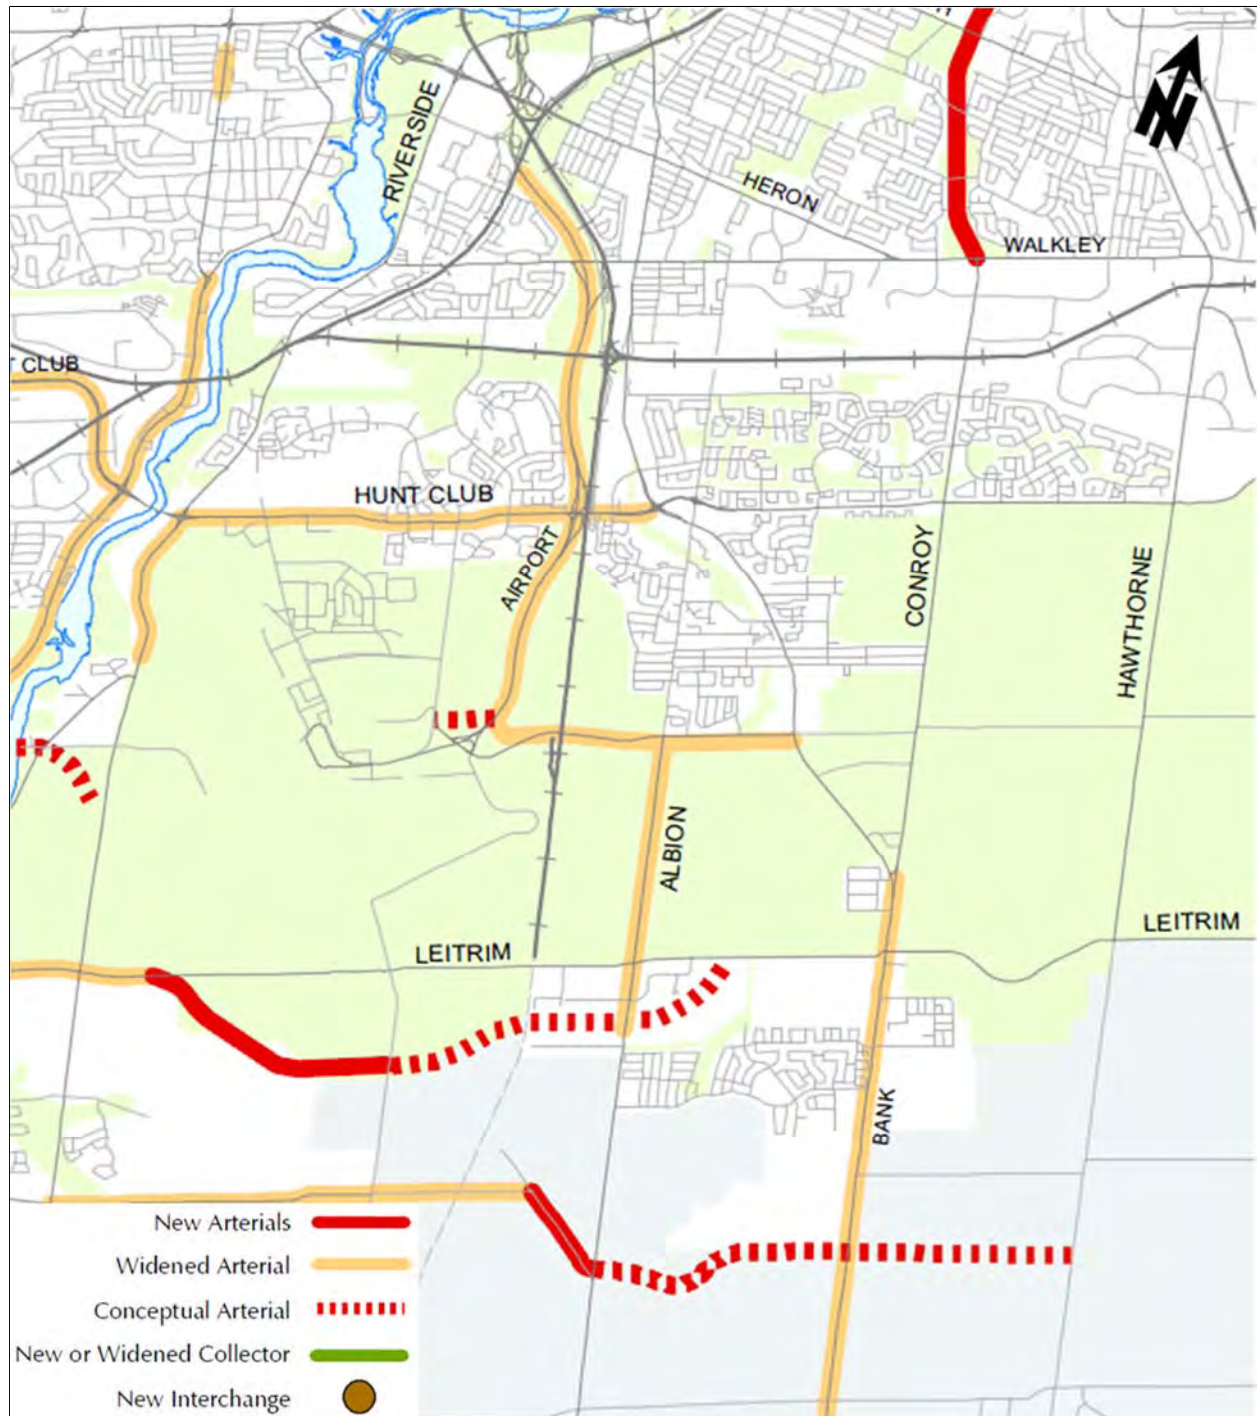 RIVERSIDE
HERON
WALKLEY
CLUB
HUNT CLUB
AIRPORT
CONROY
HAWTHORNE
ALBION
LEITRIM
LEITRIM
BANK
New Arterials
Widened Arterial
Conceptual Arterial
New or Widened Collector
New Interchange
N